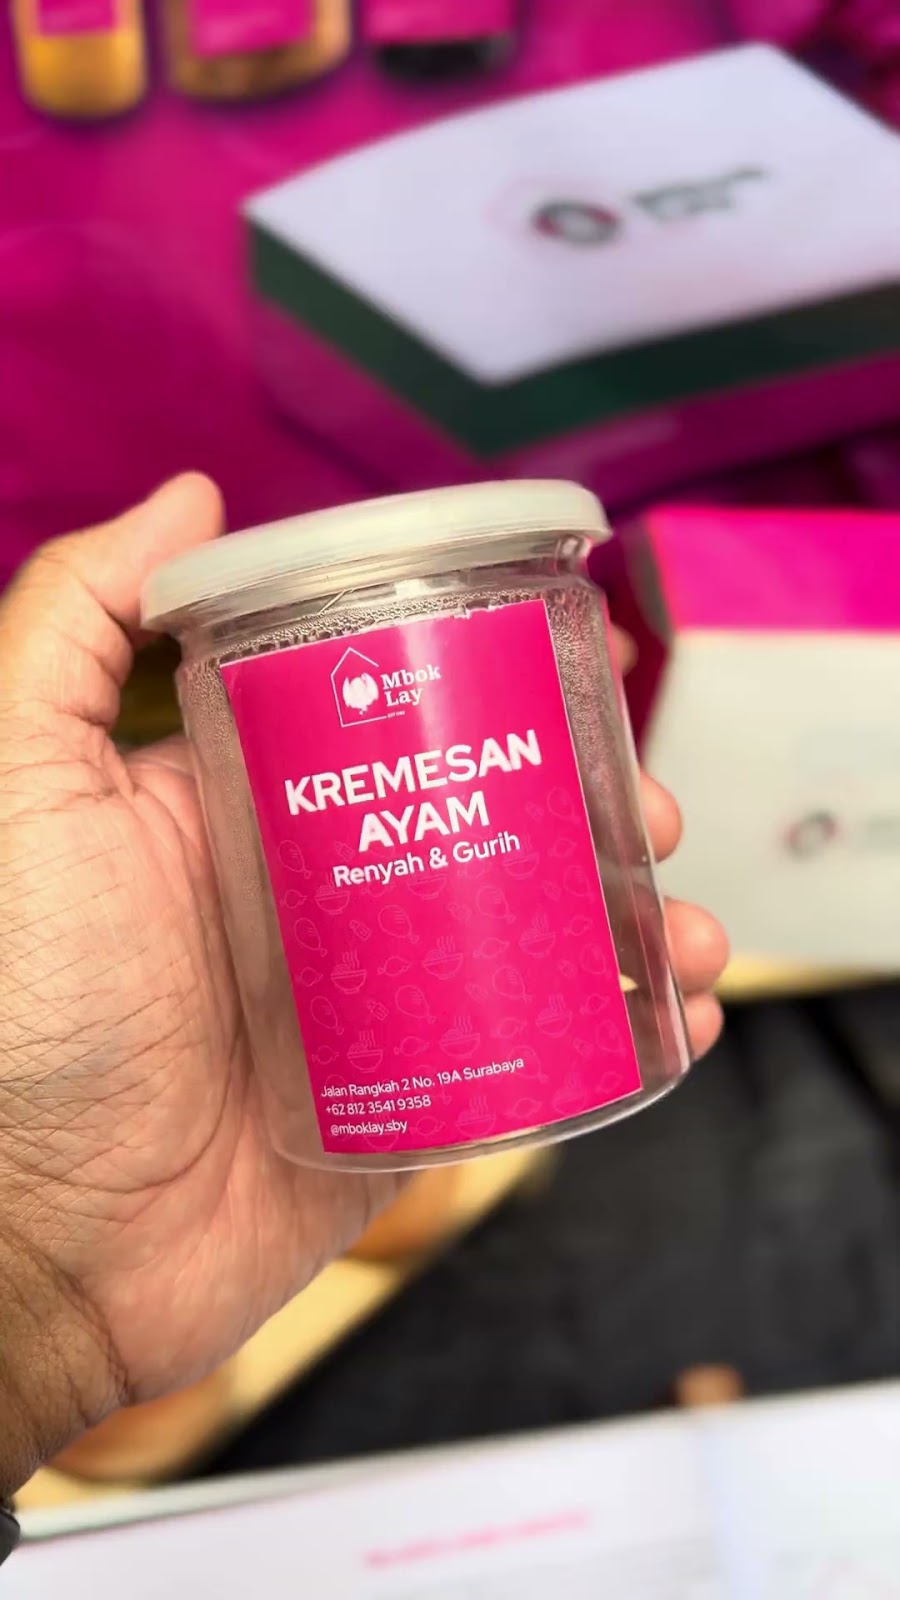 Mbok
Lay
KREMESAN
AYAM
Renyah & Gurih
Jalan Rangkah 2 No. 19A Surabaya
+62 812 3541 9358
@mboklay.sby